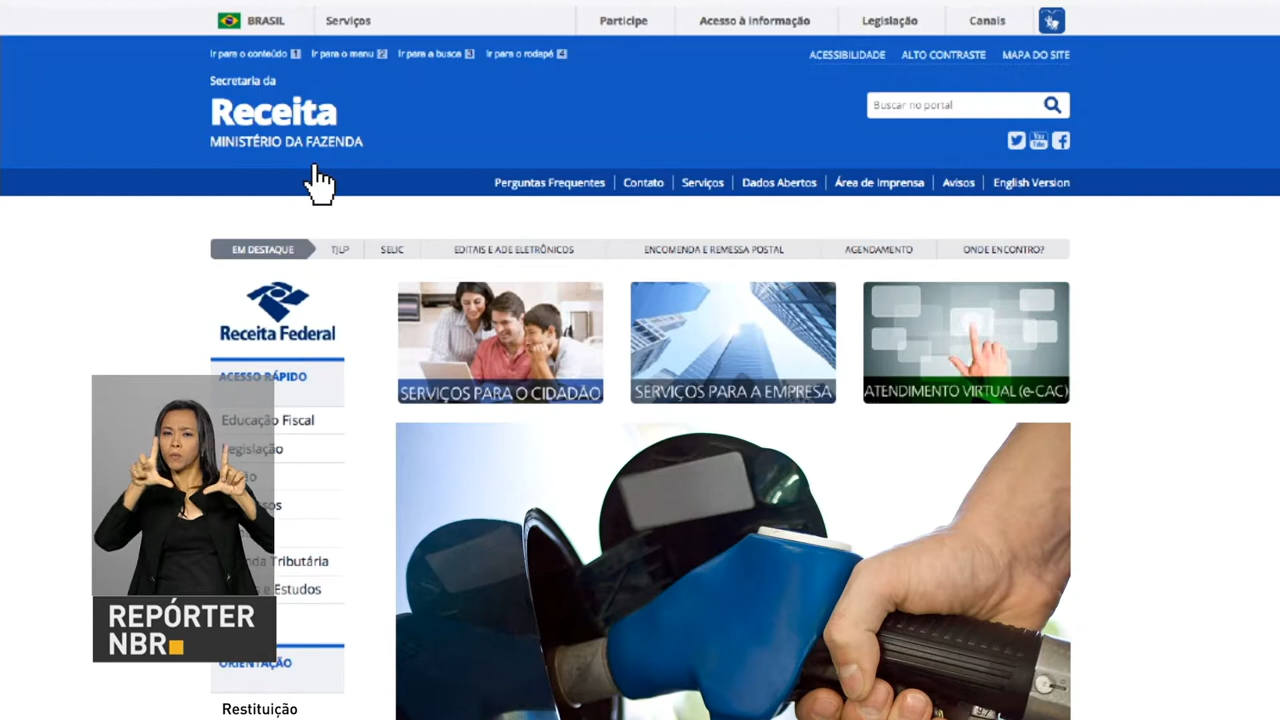 BRASIL Serviços Participe Acesso à informação Legislação Canais
Ir para o conteúdo 1 Ir para o menu 2 Ir para a busca 3 Ir para o rodapé 4
ACESSIBILIDADE ALTO CONTRASTE MAPA DO SITE
Secretaria da
Receita
MINISTÉRIO DA FAZENDA
Buscar no portal
You Tube
Perguntas Frequentes Contato Serviços Dados Abertos Área de Imprensa Avisos English Version
EM DESTAQUE TJLP SELIC EDITAIS E ADE ELETRÔNICOS ENCOMENDA E REMESSA POSTAL AGENDAMENTO ONDE ENCONTRO?
Receita Federal
SERVIÇOS PARA O CIDADÃO
SERVIÇOS PARA A EMPRESA
ATENDIMENTO VIRTUAL (e-CAC)
ACESSO RÁPIDO
Educação Fiscal
Legislação
Tributária
e Estudos
REPÓRTER
NBR
ORIENTAÇÃO
Restituição